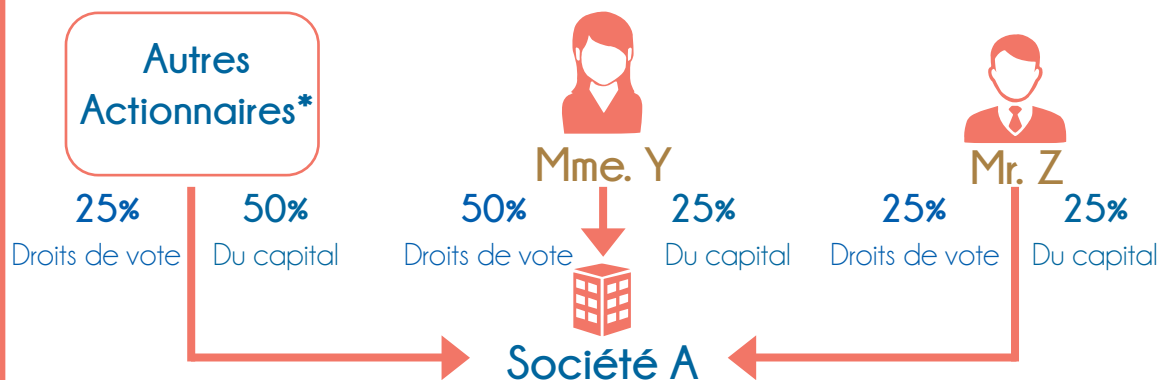 Autres
Actionnaires*
Mme. Y
Mr. Z
25% 50% 50% 25% 25% 25%
Droits de vote Du capital Droits de vote Du capital Droits de vote Du capital
Société A